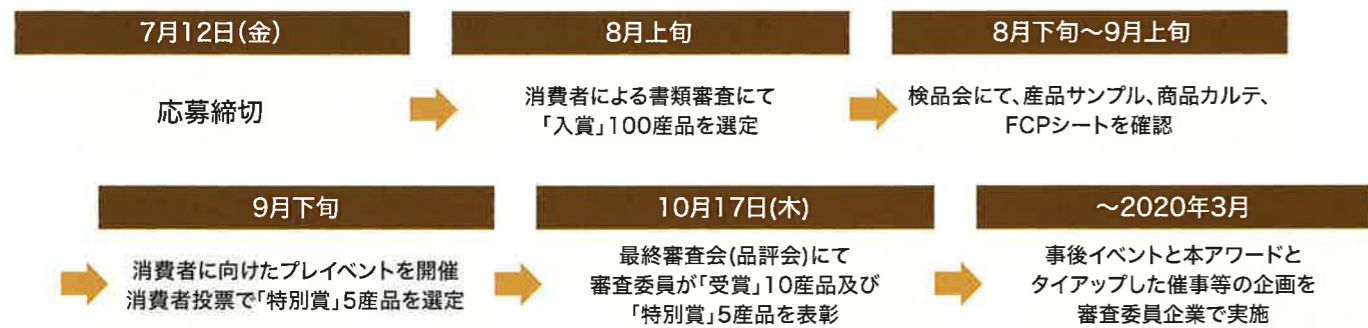 7月12日(金)
応募締切
8月上旬
消費者による書類審査にて
「入賞」100産品を選定
8月下旬～9月上旬
検品会にて、産品サンプル、商品カルテ、
FCPシートを確認
9月下旬
消費者に向けたプレイベントを開催
消費者投票で「特別賞」5産品を選定
10月17日(木)
最終審査会(品評会)にて
審査委員が「受賞」10産品及び
「特別賞」5産品を表彰
～2020年3月
事後イベントと本アワードと
タイアップした催事等の企画を
審査委員企業で実施